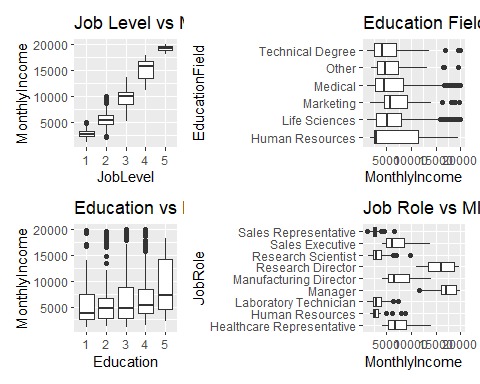 Job Level vs M
20000
15000
10000
5000
MonthlyIncome
1 2 3 4 5
JobLevel
Education Field
Technical Degree
Other
Medical
Marketing
Life Sciences
Human Resources
EducationField
5000 10000 15000 20000
MonthlyIncome
Education vs
20000
15000
10000
5000
MonthlyIncome
1 2 3 4 5
Education
Job Role vs MI
Sales Representative
Sales Executive
Research Scientist
Research Director
Manufacturing Director
Manager
Laboratory Technician
Human Resources
Healthcare Representative
JobRole
5000 10000 15000 20000
MonthlyIncome